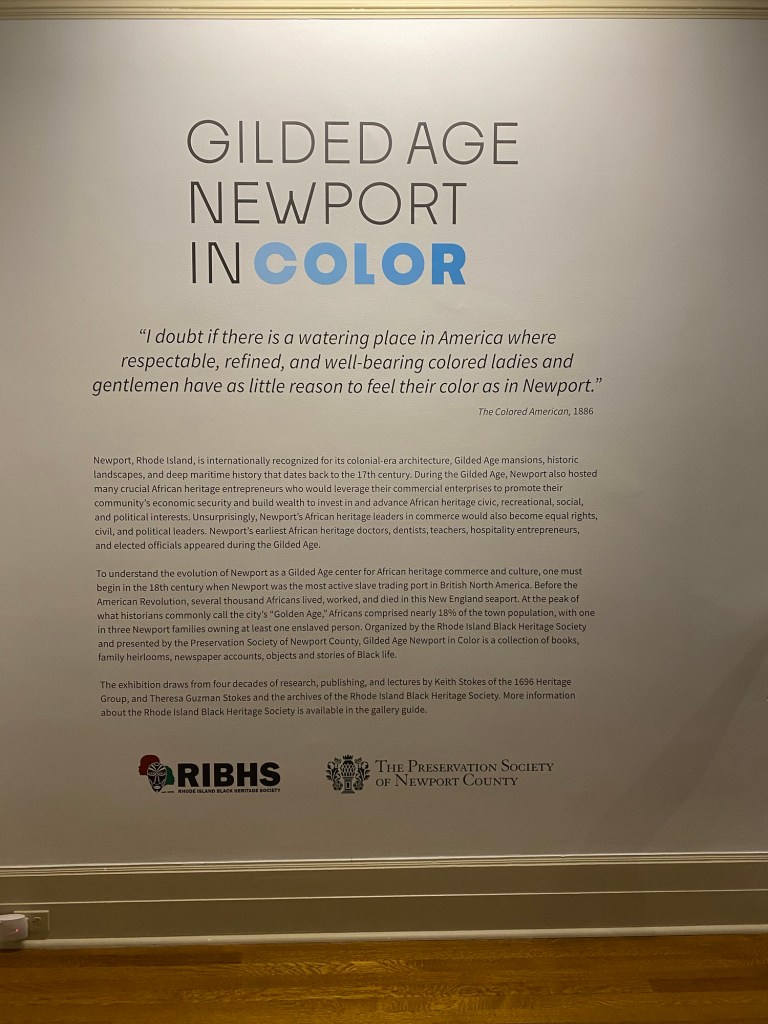 GILDED AGE
NEWPORT
IN COLOR
“I doubt if there is a watering place in America where
respectable, refined, and well-bearing colored ladies and
gentlemen have as little reason to feel their color as in Newport.”
The Colored American, 1886
Newport, Rhode Island, is internationally recognized for its colonial-era architecture, Gilded Age mansions, historic
landscapes, and deep maritime history that dates back to the 17th century. During the Gilded Age, Newport also hosted
many crucial African heritage entrepreneurs who would leverage their commercial enterprises to promote their
community’s economic security and build wealth to invest in and advance African heritage civic, recreational, social,
and political interests. Unsurprisingly, Newport’s African heritage leaders in commerce would also become equal rights,
civil, and political leaders. Newport’s earliest African heritage doctors, dentists, teachers, hospitality entrepreneurs,
and elected officials appeared during the Gilded Age.
To understand the evolution of Newport as a Gilded Age center for African heritage commerce and culture, one must
begin in the 18th century when Newport was the most active slave trading port in British North America. Before the
American Revolution, several thousand Africans lived, worked, and died in this New England seaport. At the peak of
what historians commonly call the city’s “Golden Age,” Africans comprised nearly 18% of the town population, with one
in three Newport families owning at least one enslaved person. Organized by the Rhode Island Black Heritage Society
and presented by the Preservation Society of Newport County, Gilded Age Newport in Color is a collection of books,
family heirlooms, newspaper accounts, objects and stories of Black life.
The exhibition draws from four decades of research, publishing, and lectures by Keith Stokes of the 1696 Heritage
Group, and Theresa Guzman Stokes and the archives of the Rhode Island Black Heritage Society. More information
about the Rhode Island Black Heritage Society is available in the gallery guide.
RIBHS
RHODE ISLAND BLACK HERITAGE SOCIETY
THE PRESERVATION SOCIETY
OF NEWPORT COUNTY